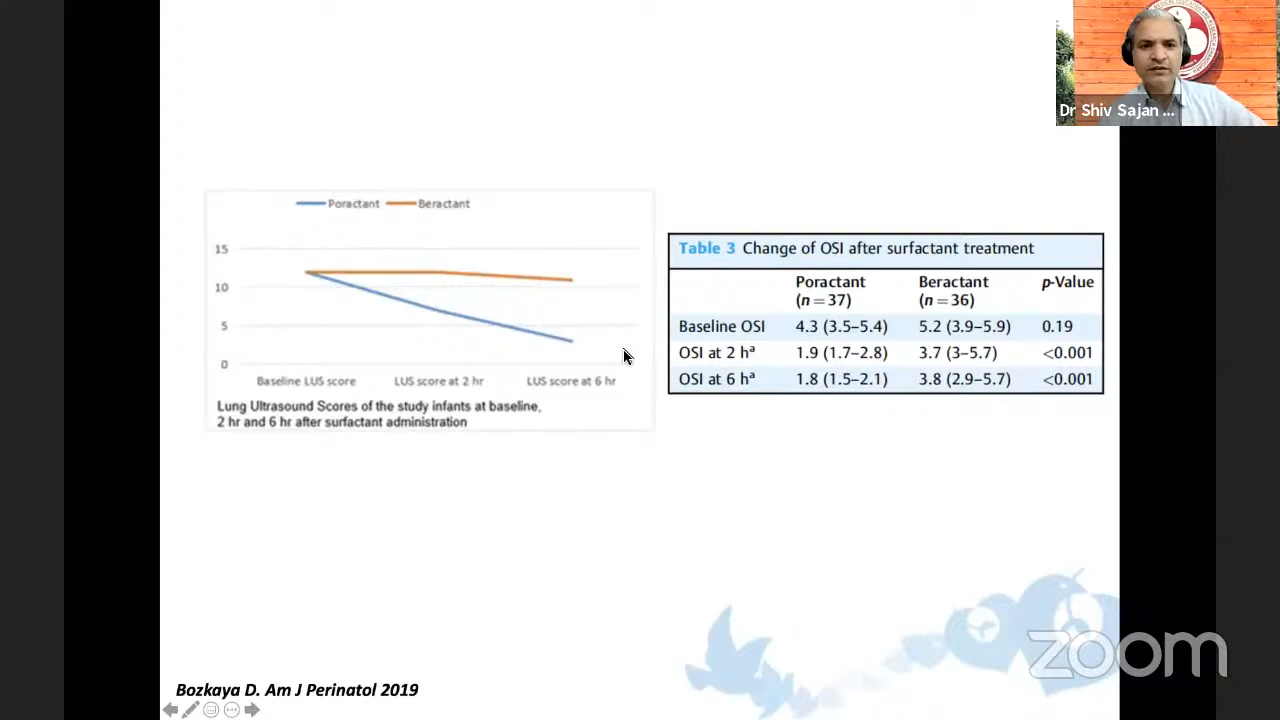 Dr Shiv Sajan ...
Poractant Beractant
15
10
5
0
Baseline LUS score LUS score at 2 hr LUS score at 6 hr
Lung Ultrasound Scores of the study infants at baseline,
2 hr and 6 hr after surfactant administration
Table 3 Change of OSI after surfactant treatment
Poractant Beractant p-Value
(n = 37) (n = 36)
Baseline OSI 4.3 (3.5–5.4) 5.2 (3.9–5.9) 0.19
OSI at 2 hª 1.9 (1.7–2.8) 3.7 (3–5.7) <0.001
OSI at 6 hª 1.8 (1.5–2.1) 3.8 (2.9–5.7) <0.001
zoom
Bozkaya D. Am J Perinatol 2019